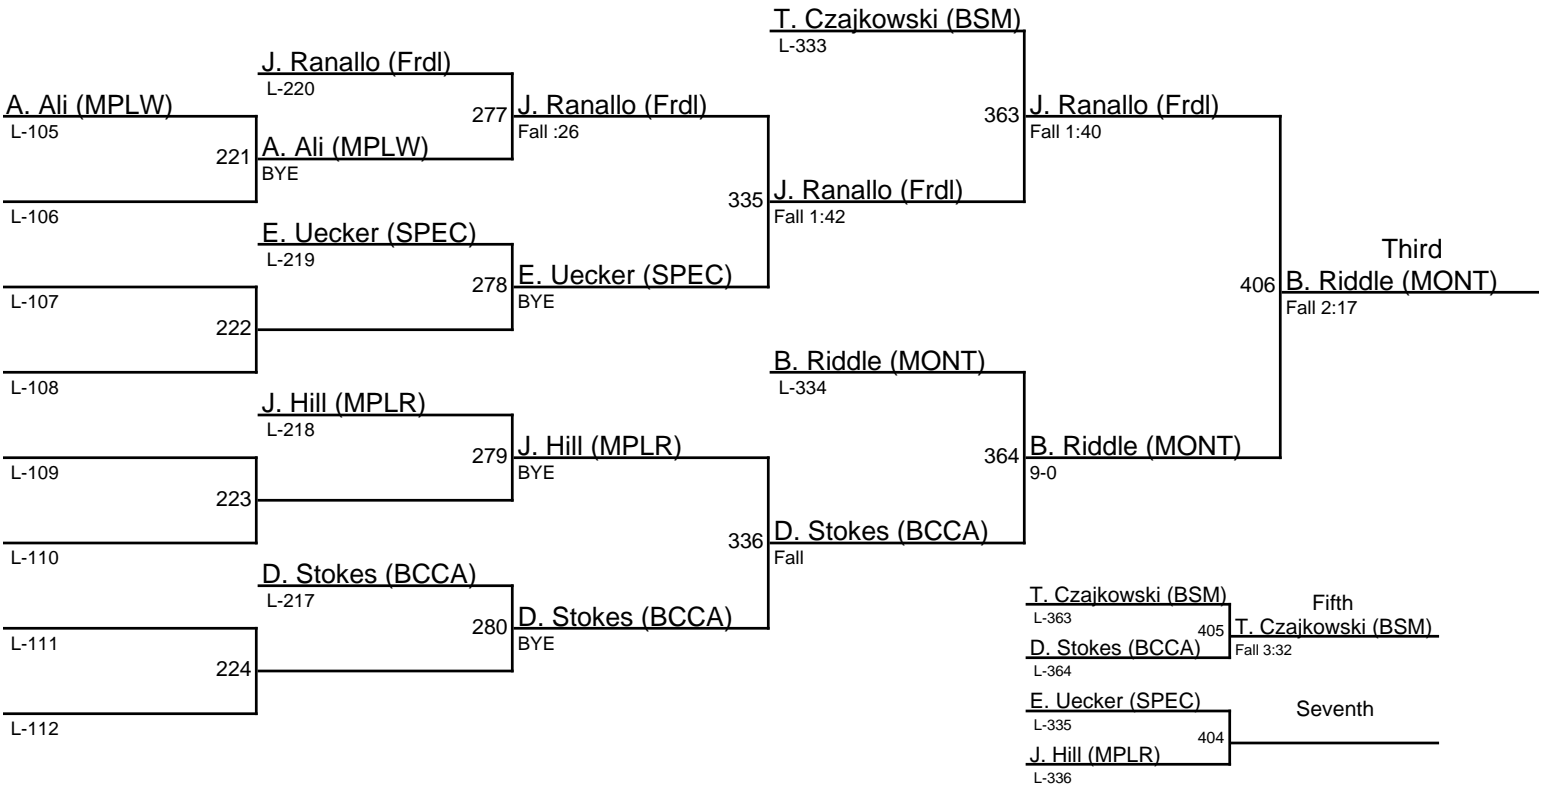 T. Czajkowski (BSM)
L-333
J. Ranallo (Frdl)
L-220
A. Ali (MPLW)
L-105
277
J. Ranallo (Frdl)
Fall :26
363
J. Ranallo (Frdl)
Fall 1:40
221
A. Ali (MPLW)
BYE
335
J. Ranallo (Frdl)
Fall 1:42
L-106
E. Uecker (SPEC)
L-219
Third
278
E. Uecker (SPEC)
BYE
406
B. Riddle (MONT)
Fall 2:17
L-107
222
B. Riddle (MONT)
L-334
L-108
J. Hill (MPLR)
L-218
279
J. Hill (MPLR)
BYE
364
B. Riddle (MONT)
9-0
L-109
223
336
D. Stokes (BCCA)
Fall
L-110
D. Stokes (BCCA)
L-217
280
D. Stokes (BCCA)
BYE
L-111
224
L-112
T. Czajkowski (BSM)
L-363
Fifth
405
T. Czajkowski (BSM)
Fall 3:32
D. Stokes (BCCA)
L-364
E. Uecker (SPEC)
L-335
Seventh
404
J. Hill (MPLR)
L-336